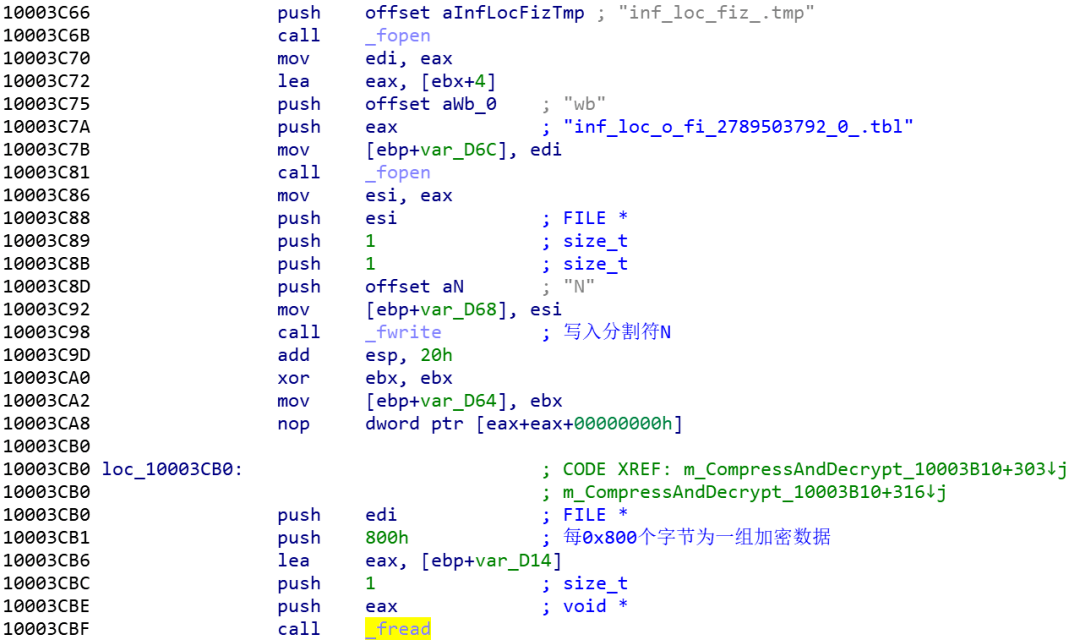 10003C66 push offset aInfLocFizTmp ; "inf_loc_fiz_.tmp"
10003C6B call _fopen
10003C70 mov edi, eax
10003C72 lea eax, [ebx+4]
10003C75 push offset aWb_0 ; "wb"
10003C7A push eax ; "inf_loc_o_fi_2789503792_0_.tbl"
10003C7B mov [ebp+var_D6C], edi
10003C81 call _fopen
10003C86 mov esi, eax
10003C88 push esi ; FILE *
10003C89 push 1 ; size_t
10003C8B push 1 ; size_t
10003C8D push offset aN ; "N"
10003C92 mov [ebp+var_D68], esi
10003C98 call _fwrite ; 写入分割符N
10003C9D add esp, 20h
10003CA0 xor ebx, ebx
10003CA2 mov [ebp+var_D64], ebx
10003CA8 nop dword ptr [eax+eax+00000000h]
10003CB0
10003CB0 loc_10003CB0: ; CODE XREF: m_CompressAndDecrypt_10003B10+303↓j
10003CB0 ; m_CompressAndDecrypt_10003B10+316↓j
10003CB0 push edi ; FILE *
10003CB1 push 800h ; 每0x800个字节为一组加密数据
10003CB6 lea eax, [ebp+var_D14]
10003CBC push 1 ; size_t
10003CBE push eax ; void *
10003CBF call _fread